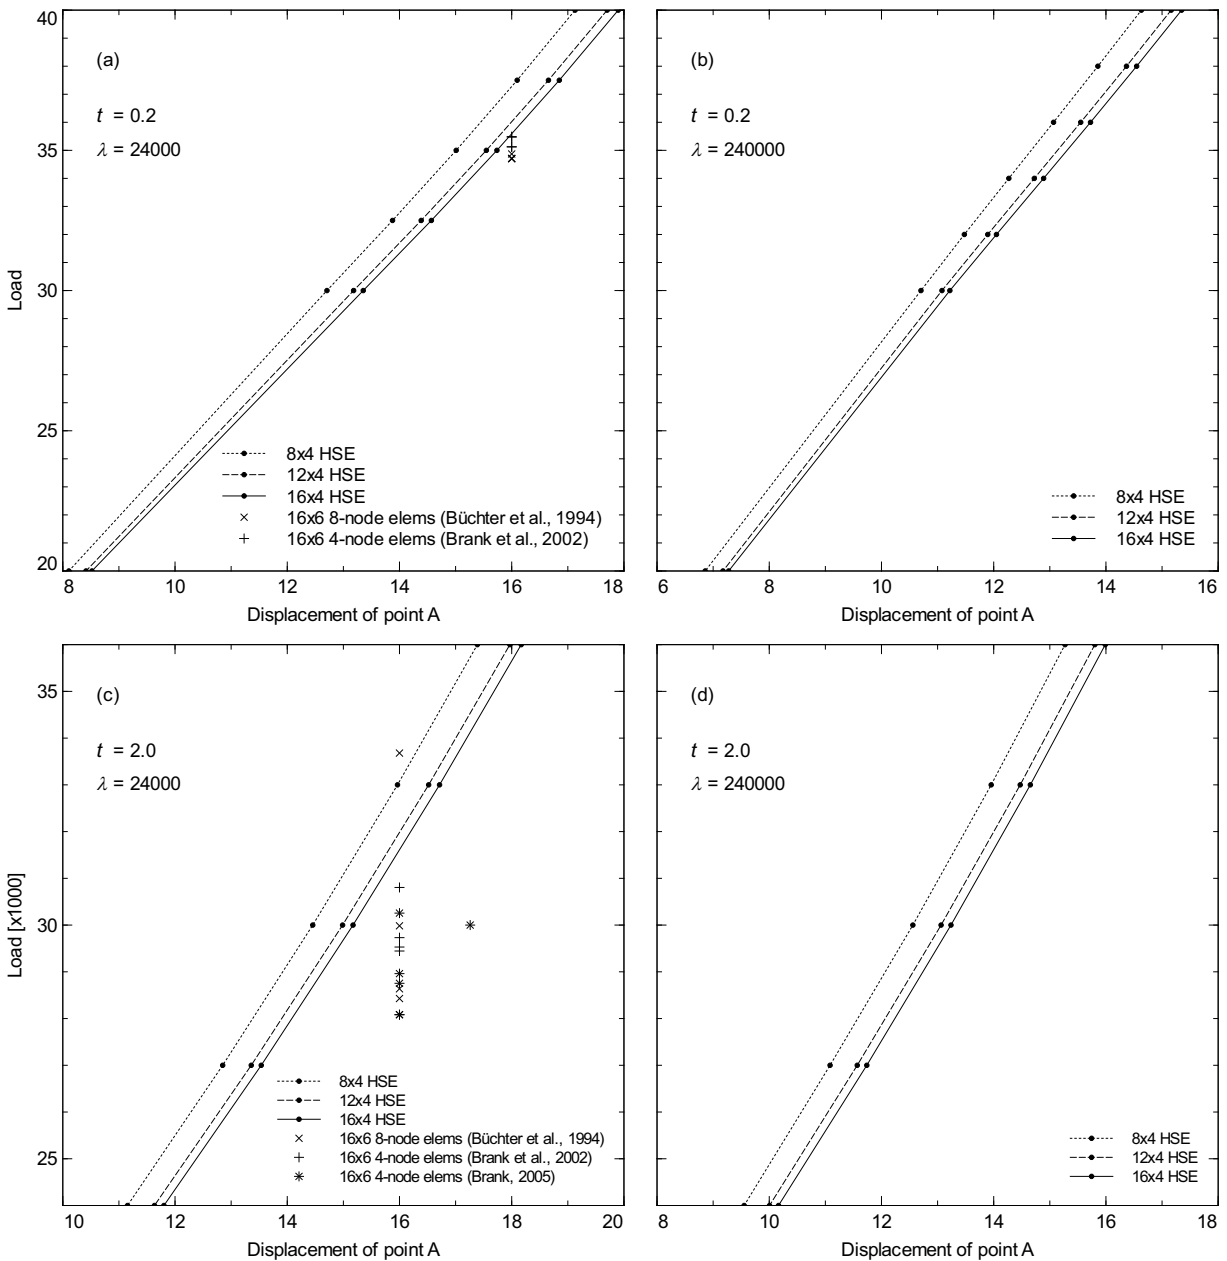 40
35
30
25
20
Load
(a)
t = 0.2
λ = 24000
8x4 HSE
12x4 HSE
16x4 HSE
16x6 8-node elems (Büchter et al., 1994)
16x6 4-node elems (Brank et al., 2002)
8 10 12 14 16 18
Displacement of point A
(b)
t = 0.2
λ = 240000
8x4 HSE
12x4 HSE
16x4 HSE
6 8 10 12 14 16
Displacement of point A
35
30
25
Load [x1000]
(c)
t = 2.0
λ = 24000
8x4 HSE
12x4 HSE
16x4 HSE
16x6 8-node elems (Büchter et al., 1994)
16x6 4-node elems (Brank et al., 2002)
16x6 4-node elems (Brank, 2005)
10 12 14 16 18 20
Displacement of point A
(d)
t = 2.0
λ = 240000
8x4 HSE
12x4 HSE
16x4 HSE
8 10 12 14 16 18
Displacement of point A